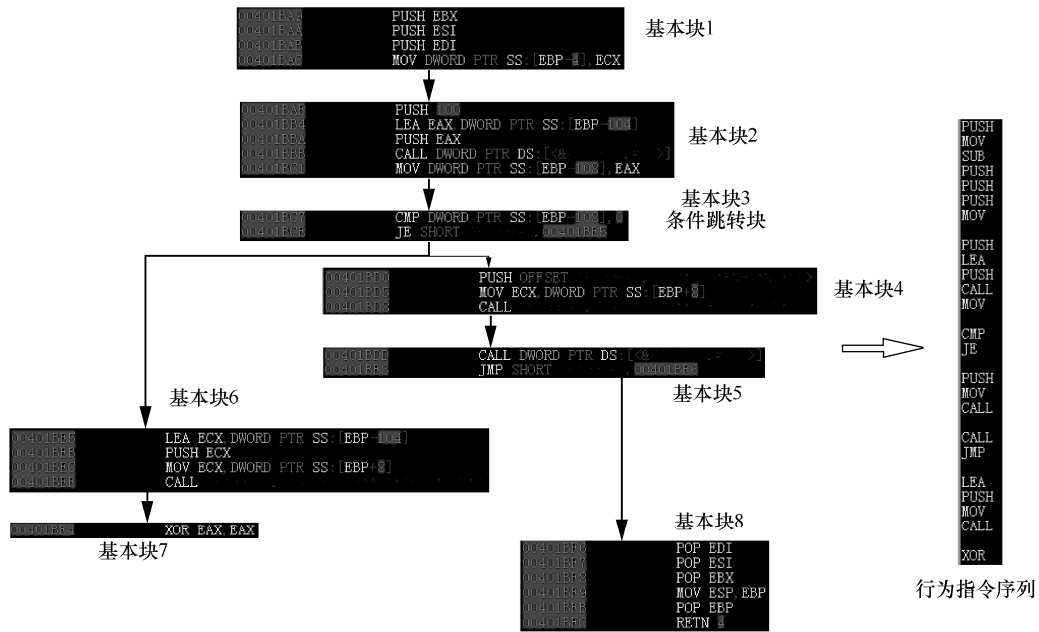 00401BA9 PUSH EBX
00401BAA PUSH ESI
00401BAB PUSH EDI
00401BAC MOV DWORD PTR SS:[EBP-4],ECX
基本块1
00401BAF PUSH 100
00401BB4 LEA EAX,DWORD PTR SS:[EBP-104]
00401BBA PUSH EAX
00401BBB CALL DWORD PTR DS:[<&
00401BC1 MOV DWORD PTR SS:[EBP-108],EAX
基本块2
基本块3
条件跳转块
00401BC7 CMP DWORD PTR SS:[EBP-108],0
00401BCE JE SHORT 00401BE5
00401BD0 PUSH OFFSET
00401BD5 MOV ECX,DWORD PTR SS:[EBP+8]
00401BD8 CALL
基本块4
00401BDD CALL DWORD PTR DS:[<&
00401BE3 JMP SHORT 00401BF6
基本块5
基本块6
00401BE5 LEA ECX,DWORD PTR SS:[EBP-104]
00401BEB PUSH ECX
00401BEC MOV ECX,DWORD PTR SS:[EBP+8]
00401BEF CALL
00401BF4 XOR EAX,EAX
基本块7
基本块8
00401BF6 POP EDI
00401BF7 POP ESI
00401BF8 POP EBX
00401BF9 MOV ESP,EBP
00401BFB POP EBP
00401BFC RETN 4
PUSH
MOV
SUB
PUSH
PUSH
PUSH
MOV
PUSH
LEA
PUSH
CALL
MOV
CMP
JE
PUSH
MOV
CALL
CALL
JMP
LEA
PUSH
MOV
CALL
XOR
行为指令序列